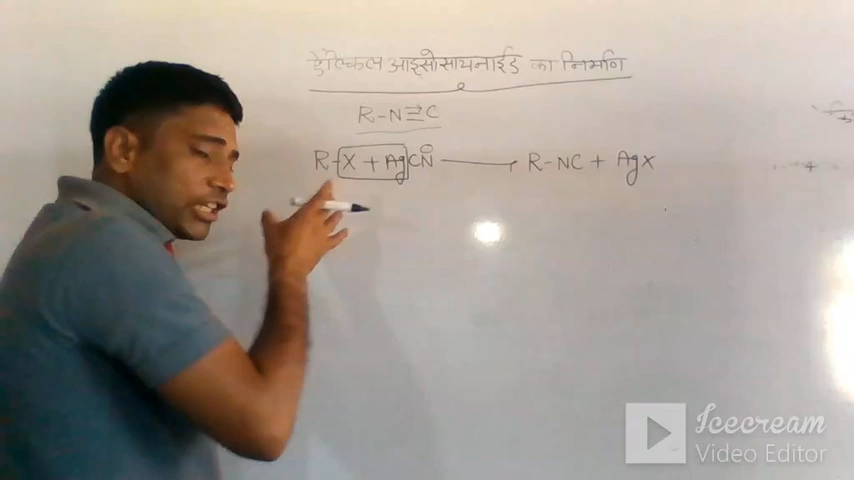 ऐल्किल आइसोसायनाईड का निर्माण
R-N≡C
R-X + AgCN ⟶ R-NC + AgX
Icecream
Video Editor